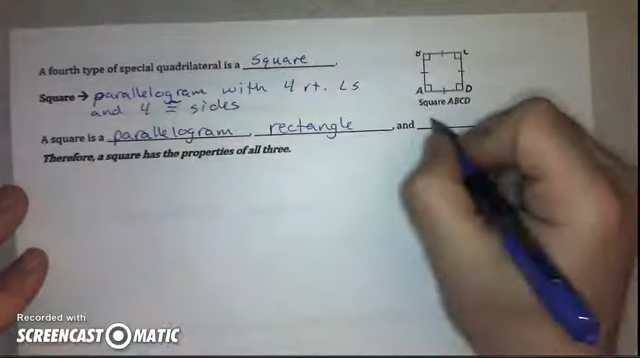 A fourth type of special quadrilateral is a square.
Square → parallelogram with 4 rt. ∠s
and 4 ≅ sides
B C
A D
Square ABCD
A square is a parallelogram, rectangle, and
Therefore, a square has the properties of all three.
Recorded with
SCREENCAST-O-MATIC